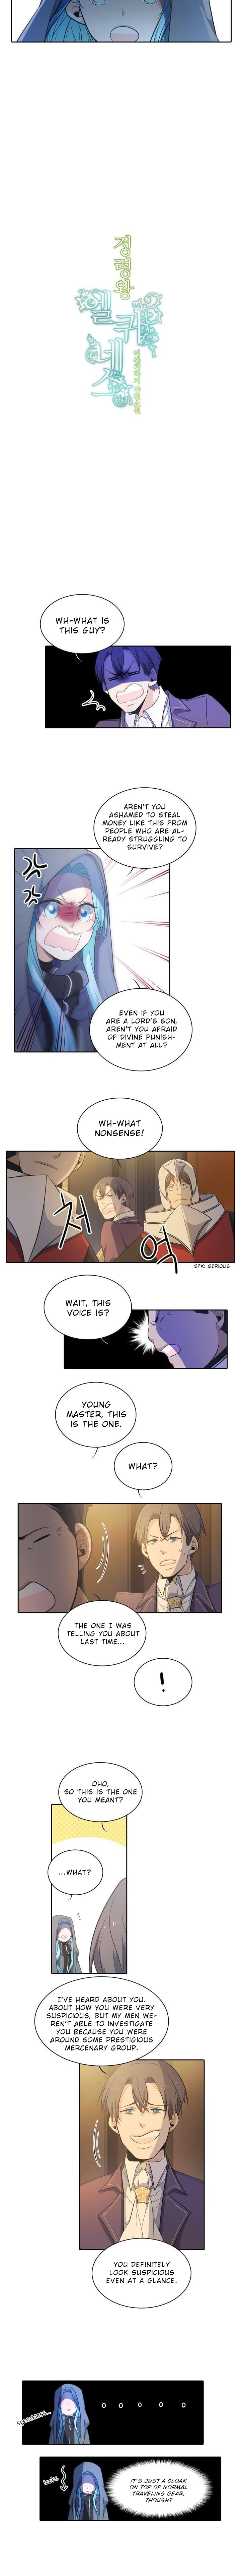 정령왕
엘퀴네스
WH-WHAT IS
THIS GUY?
AREN'T YOU
ASHAMED TO STEAL
MONEY LIKE THIS FROM
PEOPLE WHO ARE AL-
READY STRUGGLING TO
SURVIVE?
EVEN IF YOU
ARE A LORD'S SON,
AREN'T YOU AFRAID
OF DIVINE PUNISH-
MENT AT ALL?
WH-WHAT
NONSENSE!
SFX: SERIOUS
WAIT, THIS
VOICE IS?
YOUNG
MASTER, THIS
IS THE ONE.
WHAT?
THE ONE I WAS
TELLING YOU ABOUT
LAST TIME...
!
OHO,
SO THIS IS THE ONE
YOU MEANT?
...WHAT?
I'VE HEARD ABOUT YOU.
ABOUT HOW YOU WERE VERY
SUSPICIOUS, BUT MY MEN WE-
REN'T ABLE TO INVESTIGATE
YOU BECAUSE YOU WERE
AROUND SOME PRESTIGIOUS
MERCENARY GROUP.
YOU DEFINITELY
LOOK SUSPICIOUS
EVEN AT A GLANCE.
IT'S JUST A CLOAK
ON TOP OF NORMAL
TRAVELING GEAR,
THOUGH?